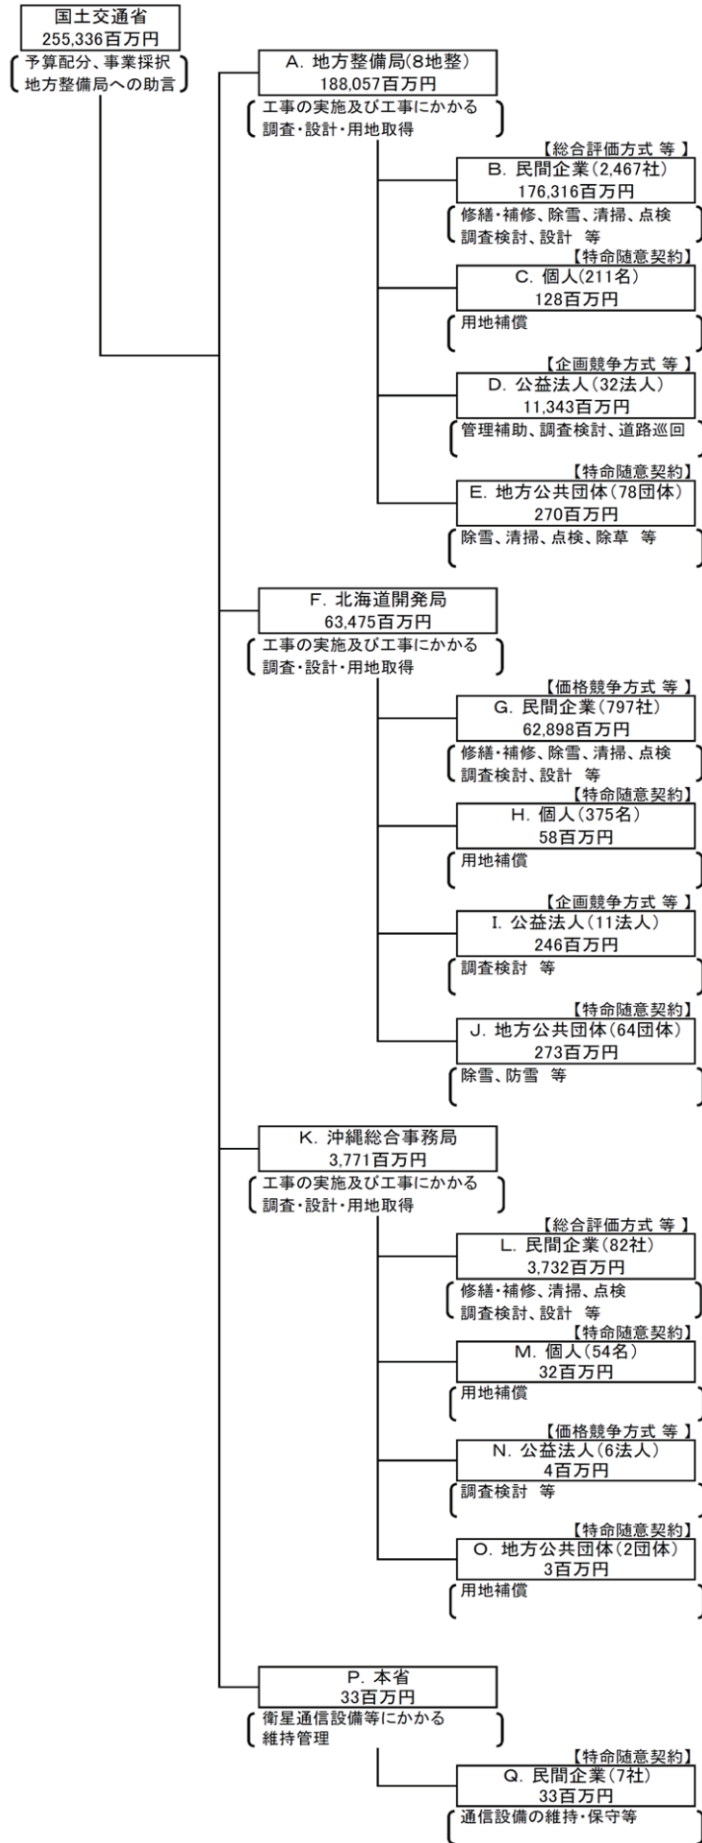 国土交通省
255,336百万円
予算配分、事業採択
地方整備局への助言
A. 地方整備局(8地整)
188,057百万円
工事の実施及び工事にかかる
調査・設計・用地取得
【総合評価方式 等】
B. 民間企業(2,467社)
176,316百万円
修繕・補修、除雪、清掃、点検
調査検討、設計 等
【特命随意契約】
C. 個人(211名)
128百万円
用地補償
【企画競争方式 等】
D. 公益法人(32法人)
11,343百万円
管理補助、調査検討、道路巡回
【特命随意契約】
E. 地方公共団体(78団体)
270百万円
除雪、清掃、点検、除草 等
F. 北海道開発局
63,475百万円
工事の実施及び工事にかかる
調査・設計・用地取得
【価格競争方式 等】
G. 民間企業(797社)
62,898百万円
修繕・補修、除雪、清掃、点検
調査検討、設計 等
【特命随意契約】
H. 個人(375名)
58百万円
用地補償
【企画競争方式 等】
I. 公益法人(11法人)
246百万円
調査検討 等
【特命随意契約】
J. 地方公共団体(64団体)
273百万円
除雪、防雪 等
K. 沖縄総合事務局
3,771百万円
工事の実施及び工事にかかる
調査・設計・用地取得
【総合評価方式 等】
L. 民間企業(82社)
3,732百万円
修繕・補修、清掃、点検
調査検討、設計 等
【特命随意契約】
M. 個人(54名)
32百万円
用地補償
【価格競争方式 等】
N. 公益法人(6法人)
4百万円
調査検討 等
【特命随意契約】
O. 地方公共団体(2団体)
3百万円
用地補償
P. 本省
33百万円
衛星通信設備等にかかる
維持管理
【特命随意契約】
Q. 民間企業(7社)
33百万円
通信設備の維持・保守等